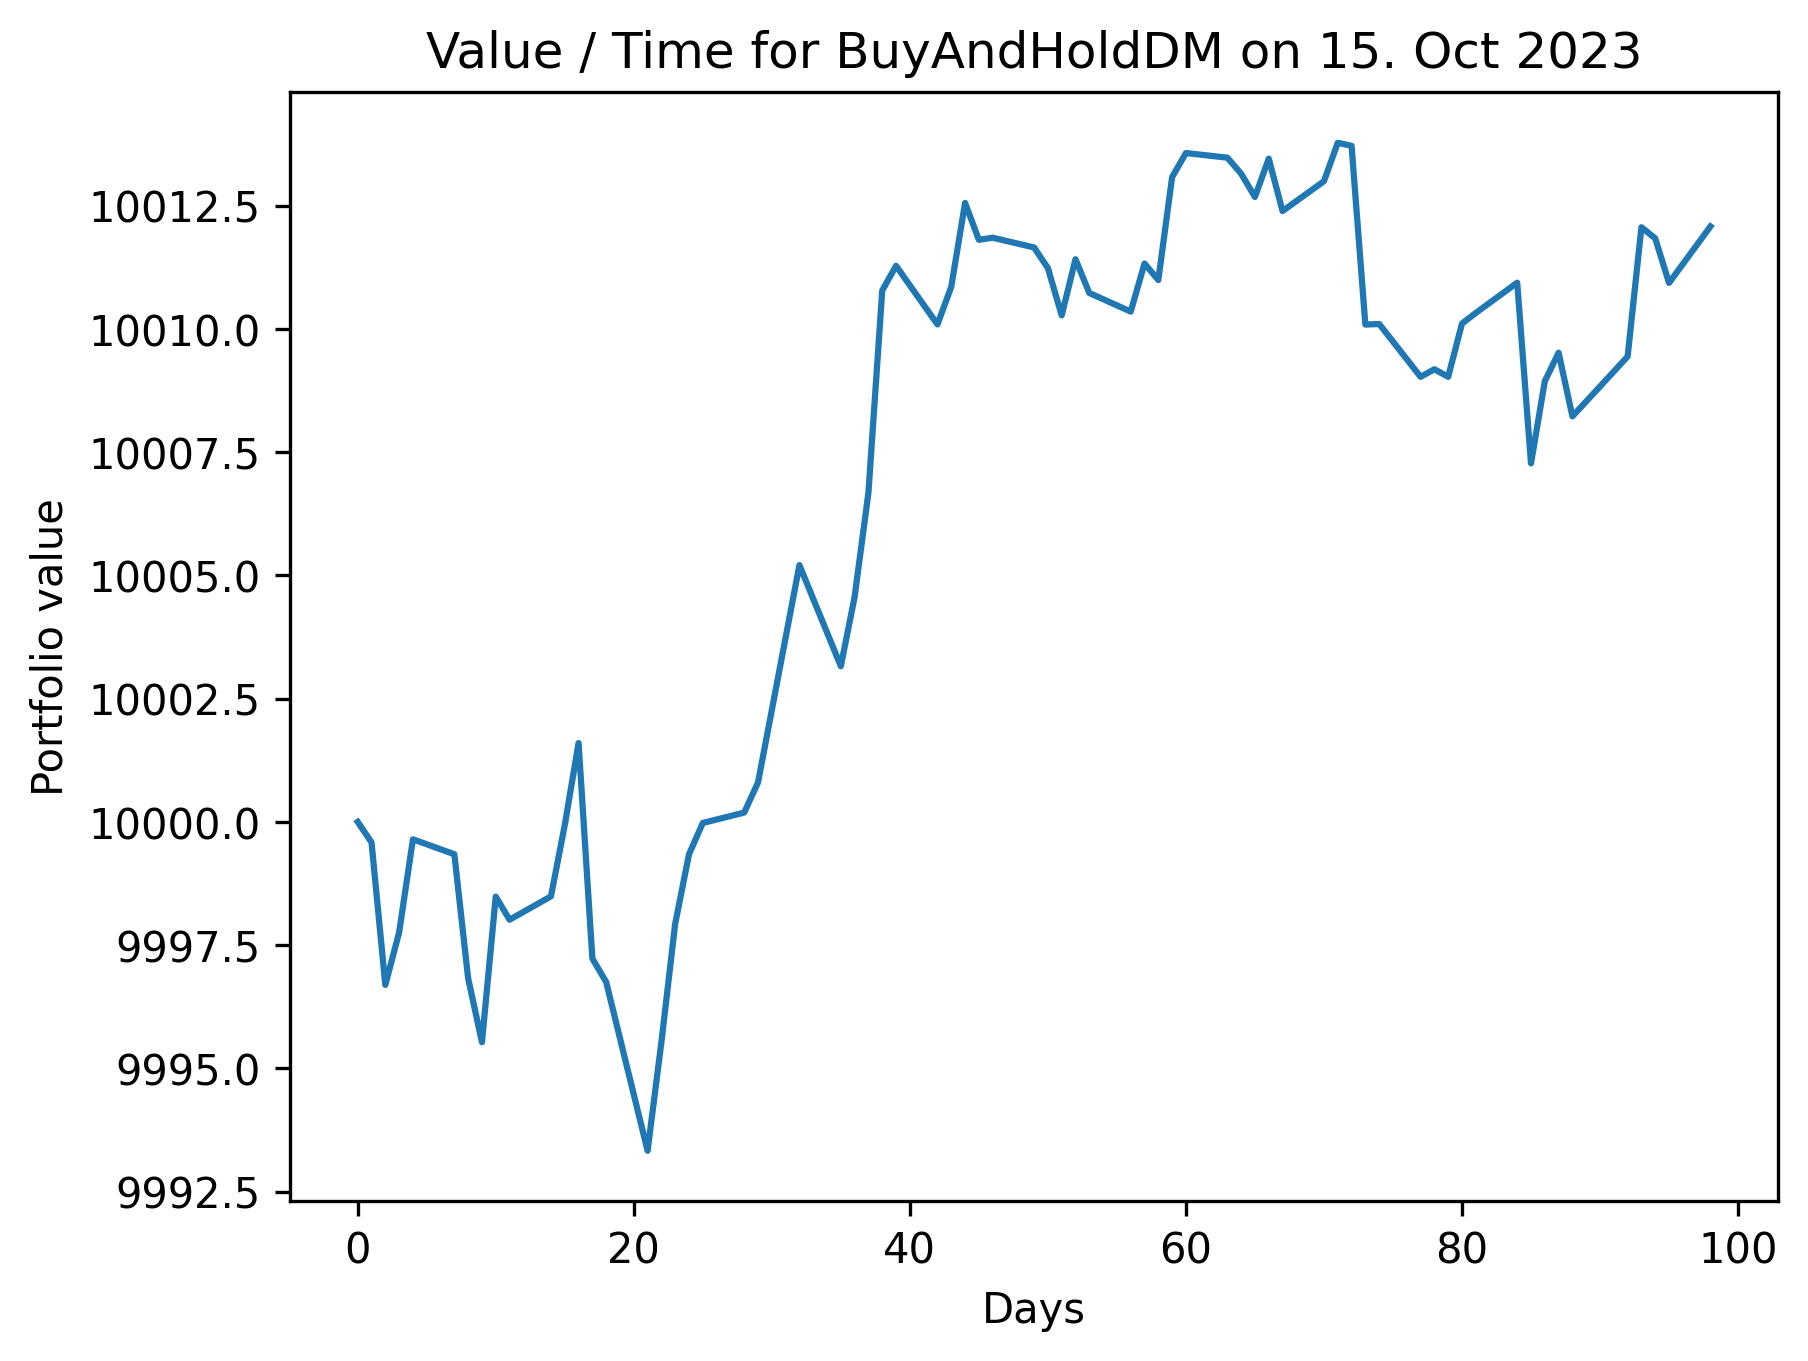 Value / Time for BuyAndHoldDM on 15. Oct 2023
Portfolio value
10012.5
10010.0
10007.5
10005.0
10002.5
10000.0
9997.5
9995.0
9992.5
0 20 40 60 80 100
Days